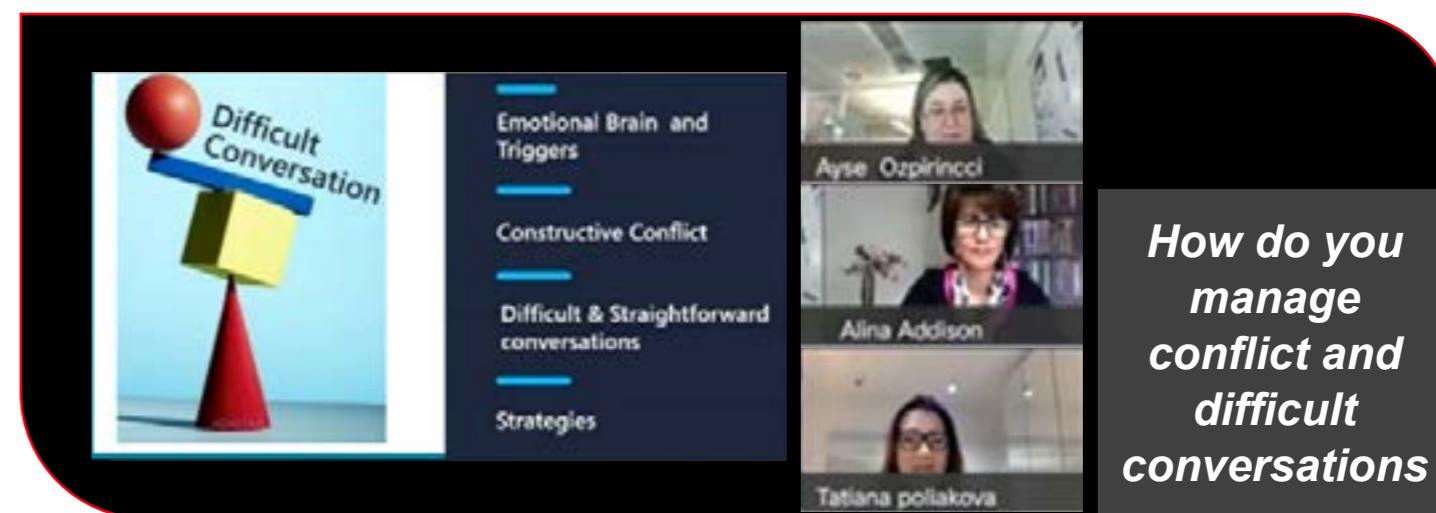 Difficult
Conversation
Emotional Brain and
Triggers
Constructive Conflict
Difficult & Straightforward
conversations
Strategies
Ayse Ozpirincci
Alina Addison
Tatiana poliakova
How do you
manage
conflict and
difficult
conversations